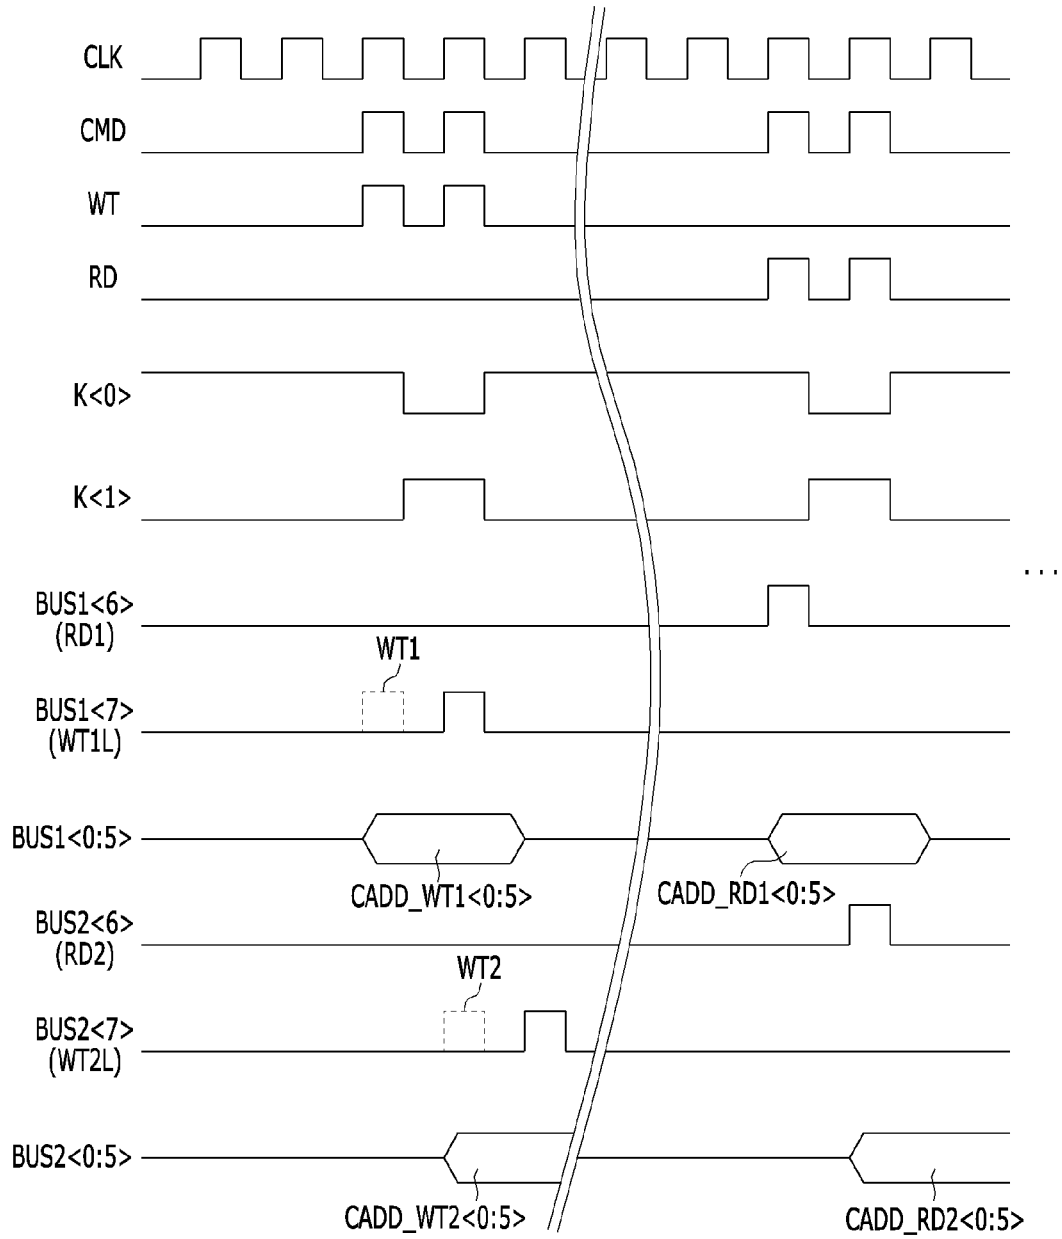 CLK
CMD
WT
RD
K<0>
K<1>
...
BUS1<6>
(RD1)
WT1
BUS1<7>
(WT1L)
BUS1<0:5>
CADD_WT1<0:5>
CADD_RD1<0:5>
BUS2<6>
(RD2)
WT2
BUS2<7>
(WT2L)
BUS2<0:5>
CADD_WT2<0:5>
CADD_RD2<0:5>